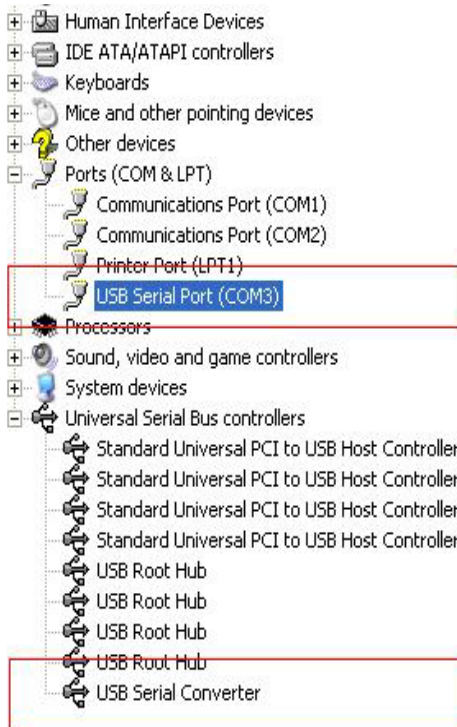 Human Interface Devices
IDE ATA/ATAPI controllers
Keyboards
Mice and other pointing devices
Other devices
Ports (COM & LPT)
Communications Port (COM1)
Communications Port (COM2)
Printer Port (LPT1)
USB Serial Port (COM3)
Processors
Sound, video and game controllers
System devices
Universal Serial Bus controllers
Standard Universal PCI to USB Host Controller
Standard Universal PCI to USB Host Controller
Standard Universal PCI to USB Host Controller
Standard Universal PCI to USB Host Controller
USB Root Hub
USB Root Hub
USB Root Hub
USB Root Hub
USB Serial Converter